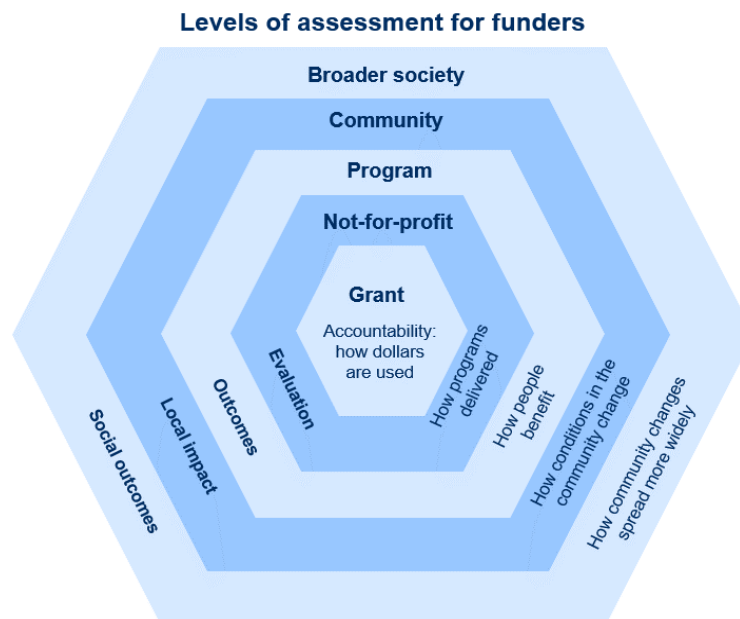 Levels of assessment for funders
Broader society
Community
Program
Not-for-profit
Grant
Accountability:
how dollars
are used
Evaluation
How programs
delivered
Outcomes
How people
benefit
Local impact
How conditions in the
community change
Social outcomes
How community changes
spread more widely